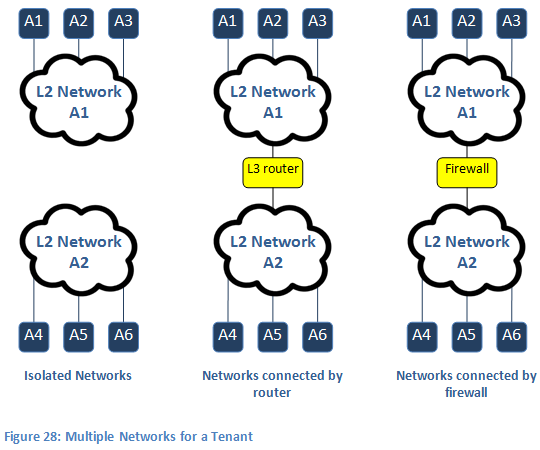 A1 A2 A3
L2 Network
A1
L2 Network
A2
A4 A5 A6
Isolated Networks
A1 A2 A3
L2 Network
A1
L3 router
L2 Network
A2
A4 A5 A6
Networks connected by
router
A1 A2 A3
L2 Network
A1
Firewall
L2 Network
A2
A4 A5 A6
Networks connected by
firewall
Figure 28: Multiple Networks for a Tenant